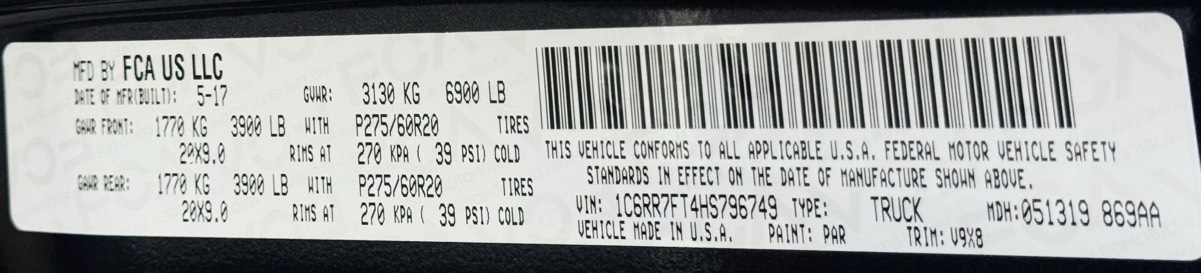 MFD BY FCA US LLC
DATE OF MFR(BUILT): 5-17 GVWR: 3130 KG 6900 LB
GAWR FRONT: 1770 KG 3900 LB WITH P275/60R20 TIRES
20X9.0 RIMS AT 270 KPA ( 39 PSI) COLD
GAWR REAR: 1770 KG 3900 LB WITH P275/60R20 TIRES
20X9.0 RIMS AT 270 KPA ( 39 PSI) COLD
THIS VEHICLE CONFORMS TO ALL APPLICABLE U.S.A. FEDERAL MOTOR VEHICLE SAFETY
STANDARDS IN EFFECT ON THE DATE OF MANUFACTURE SHOWN ABOVE.
VIN: 1C6RR7FT4HS796749 TYPE: TRUCK MDH:051319 869AA
VEHICLE MADE IN U.S.A. PAINT: PAR TRIM: V9X8